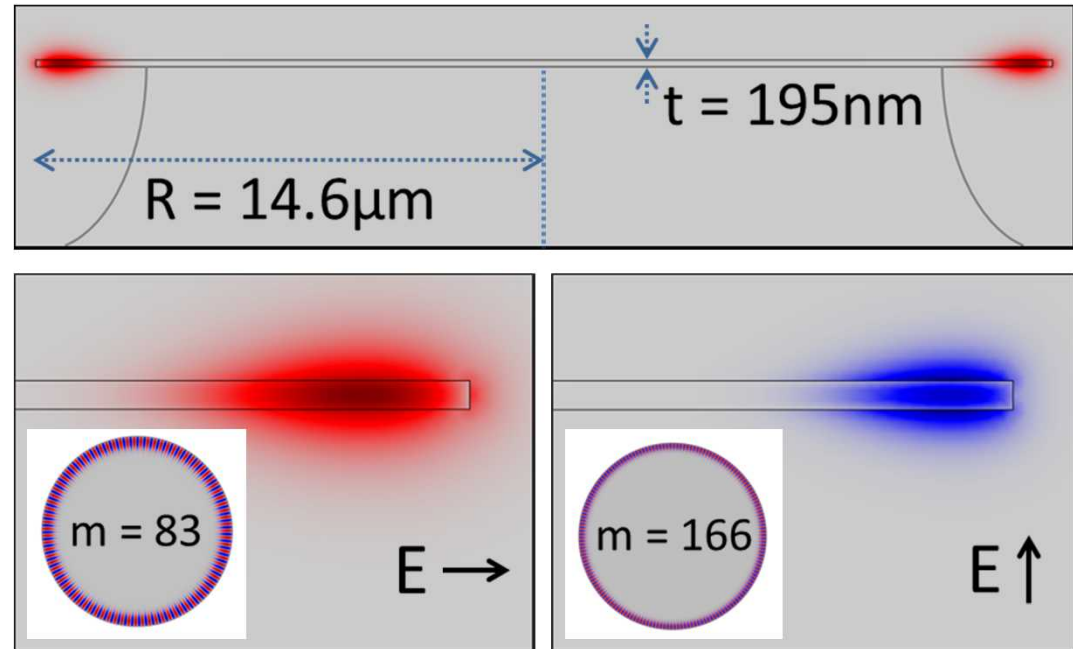 t = 195nm
R = 14.6μm
m = 83
E
m = 166
E